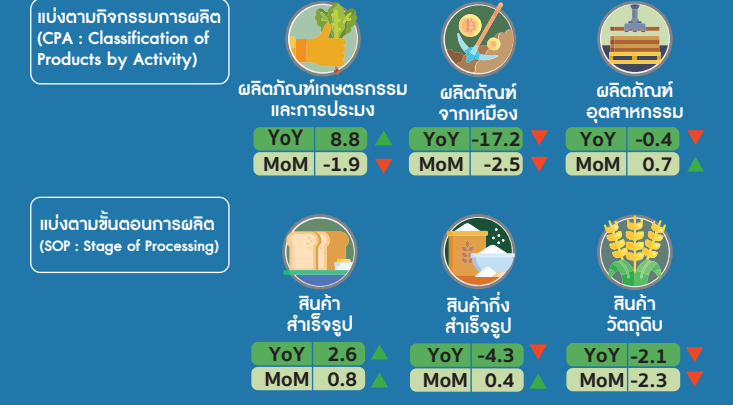 แบ่งตามกิจกรรมการผลิต
(CPA : Classification of
Products by Activity)
ผลิตภัณฑ์เกษตรกรรม
และการประมง
YoY 8.8
MoM -1.9
ผลิตภัณฑ์
จากเหมือง
YoY -17.2
MoM -2.5
ผลิตภัณฑ์
อุตสาหกรรม
YoY -0.4
MoM 0.7
แบ่งตามขั้นตอนการผลิต
(SOP : Stage of Processing)
สินค้า
สำเร็จรูป
YoY 2.6
MoM 0.8
สินค้ากึ่ง
สำเร็จรูป
YoY -4.3
MoM 0.4
สินค้า
วัตถุดิบ
YoY -2.1
MoM -2.3